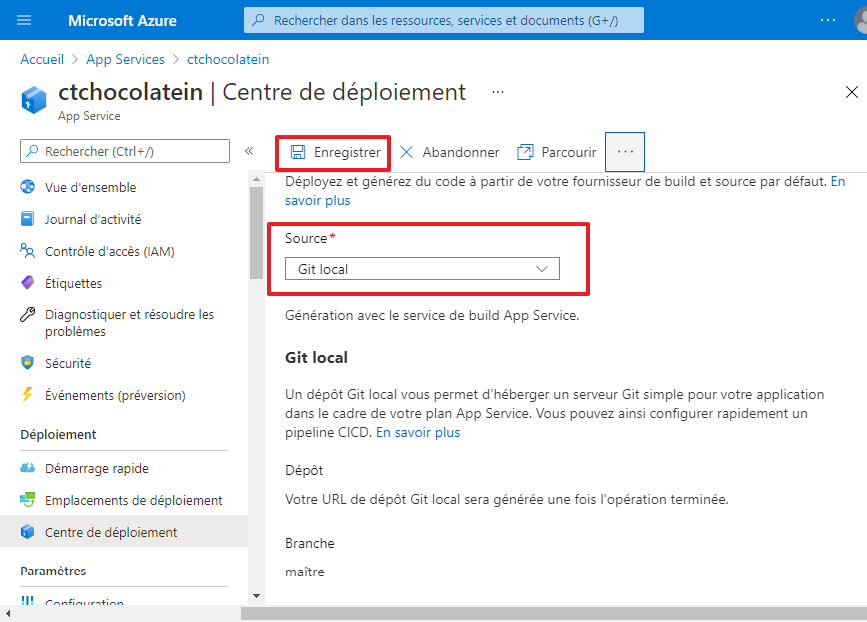 Microsoft Azure
Rechercher dans les ressources, services et documents (G+/)
...
Accueil > App Services > ctchocolatein
ctchocolatein | Centre de déploiement ...
App Service
Rechercher (Ctrl+/)
«
Enregistrer
Abandonner
Parcourir
...
Vue d'ensemble
Journal d'activité
Contrôle d'accès (IAM)
Étiquettes
Diagnostiquer et résoudre les
problèmes
Sécurité
Événements (préversion)
Déploiement
Démarrage rapide
Emplacements de déploiement
Centre de déploiement
Paramètres
Configuration
Déployez et générez du code à partir de votre fournisseur de build et source par défaut. En
savoir plus
Source*
Git local
Génération avec le service de build App Service.
Git local
Un dépôt Git local vous permet d'héberger un serveur Git simple pour votre application
dans le cadre de votre plan App Service. Vous pouvez ainsi configurer rapidement un
pipeline CICD. En savoir plus
Dépôt
Votre URL de dépôt Git local sera générée une fois l'opération terminée.
Branche
maître